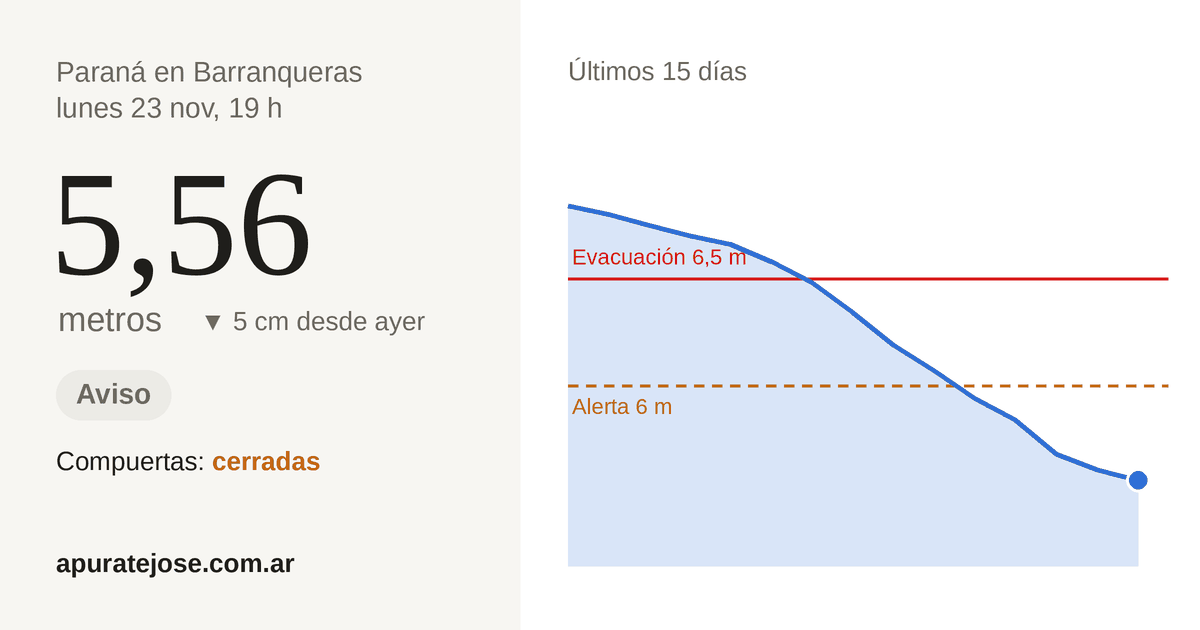 Paraná en Barranqueras
lunes 23 nov, 19 h
5,56
metros ▼ 5 cm desde ayer
Aviso
Compuertas: cerradas
apuratejose.com.ar
Últimos 15 días
Evacuación 6,5 m
Alerta 6 m